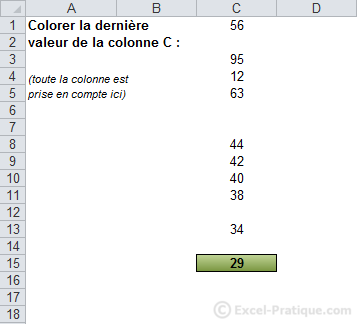 A B C D
1 Colorer la dernière 56
2 valeur de la colonne C :
3 95
4 (toute la colonne est 12
5 prise en compte ici) 63
6
7
8 44
9 42
10 40
11 38
12
13 34
14
15 29
16
17
18
© Excel-Pratique.com